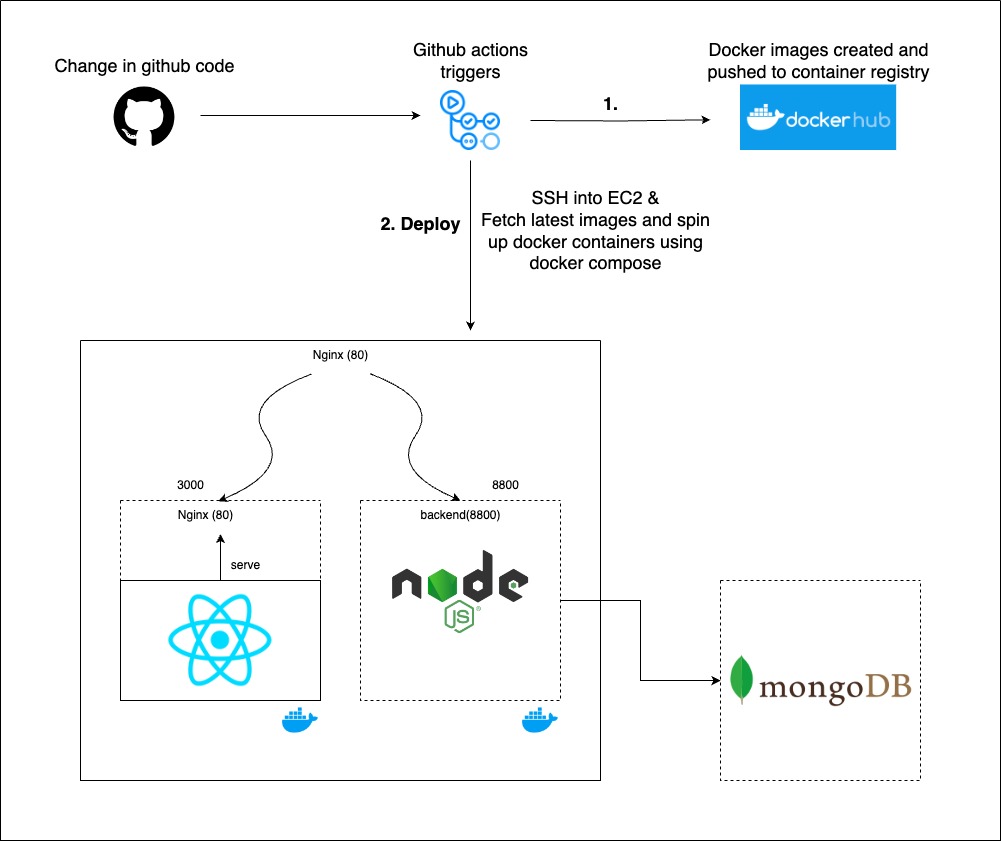 Change in github code
Github actions
triggers
Docker images created and
pushed to container registry
1.
dockerhub
2. Deploy
SSH into EC2 &
Fetch latest images and spin
up docker containers using
docker compose
Nginx (80)
3000
8800
Nginx (80)
backend(8800)
serve
node
JS®
mongoDB